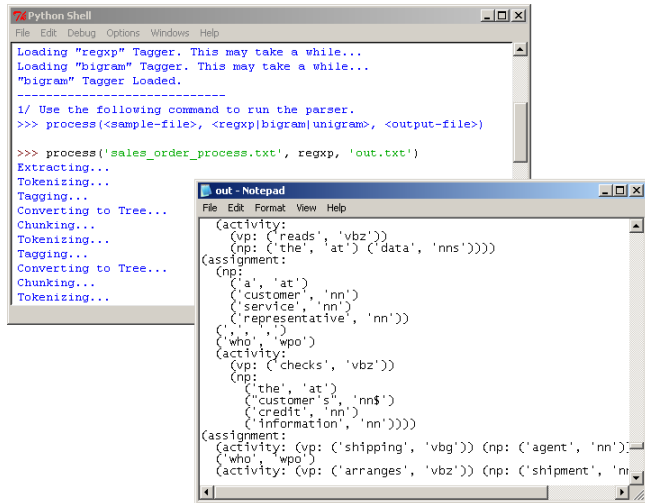 Python Shell
File Edit Debug Options Windows Help
Loading "regxp" Tagger. This may take a while...
Loading "bigram" Tagger. This may take a while...
"bigram" Tagger Loaded.
-----------------------------
1/ Use the following command to run the parser.
>>> process(<sample-file>, <regxp|bigram|unigram>, <output-file>)
>>> process('sales_order_process.txt', regxp, 'out.txt')
Extracting...
Tokenizing...
Tagging...
Converting to Tree...
Chunking...
Tokenizing...
Tagging...
Converting to Tree...
Chunking...
Tokenizing...
out - Notepad
File Edit Format View Help
(activity:
(vp: ('reads', 'vbz'))
(np: ('the', 'at') ('data', 'nns'))))
(assignment:
(np:
('a', 'at')
('customer', 'nn')
('service', 'nn')
('representative', 'nn'))
(',', ',')
('who', 'wpo')
(activity:
(vp: ('checks', 'vbz'))
(np:
('the', 'at')
("customer's", 'nn$')
('credit', 'nn')
('information', 'nn'))))
(assignment:
(activity: (vp: ('shipping', 'vbg')) (np: ('agent', 'nn'))
('who', 'wpo')
(activity: (vp: ('arranges', 'vbz')) (np: ('shipment', 'nn